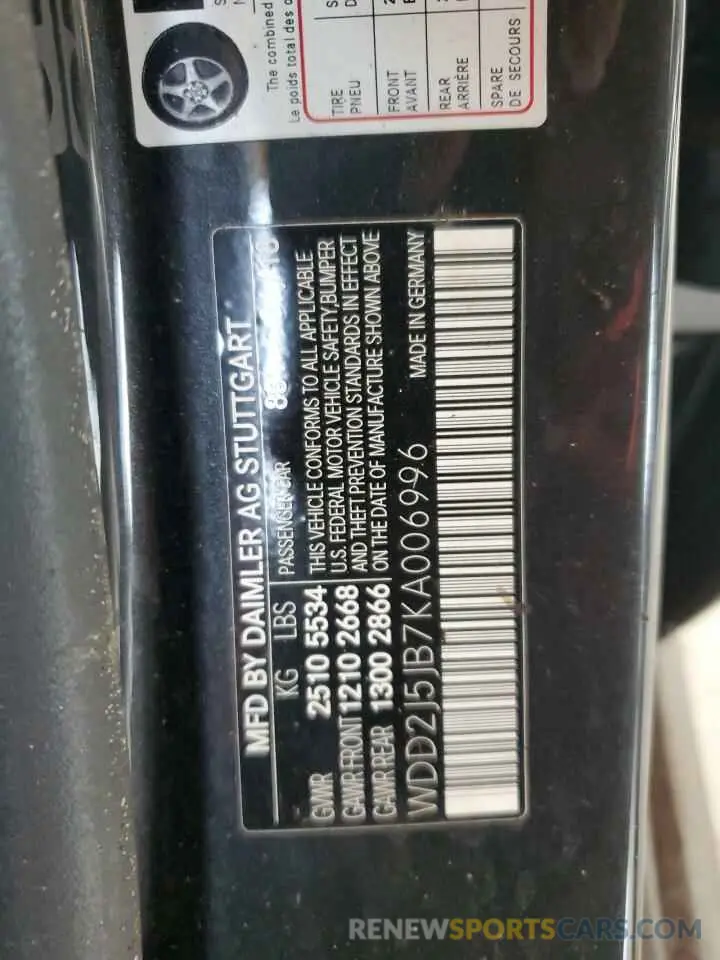 The combined
Le poids total des o
TIRE
PNEU
FRONT
AVANT
REAR
ARRIÈRE
SPARE
DE SECOURS
MFD BY DAIMLER AG STUTTGART
KG LBS PASSENGER CAR
GVWR 2510 5534 THIS VEHICLE CONFORMS TO ALL APPLICABLE
U.S. FEDERAL MOTOR VEHICLE SAFETY, BUMPER
GAWR FRONT 1210 2668 AND THEFT PREVENTION STANDARDS IN EFFECT
GAWR REAR 1300 2866 ON THE DATE OF MANUFACTURE SHOWN ABOVE
WDD2J5JB7KA006996 MADE IN GERMANY
RENEWSPORTSCARS.COM